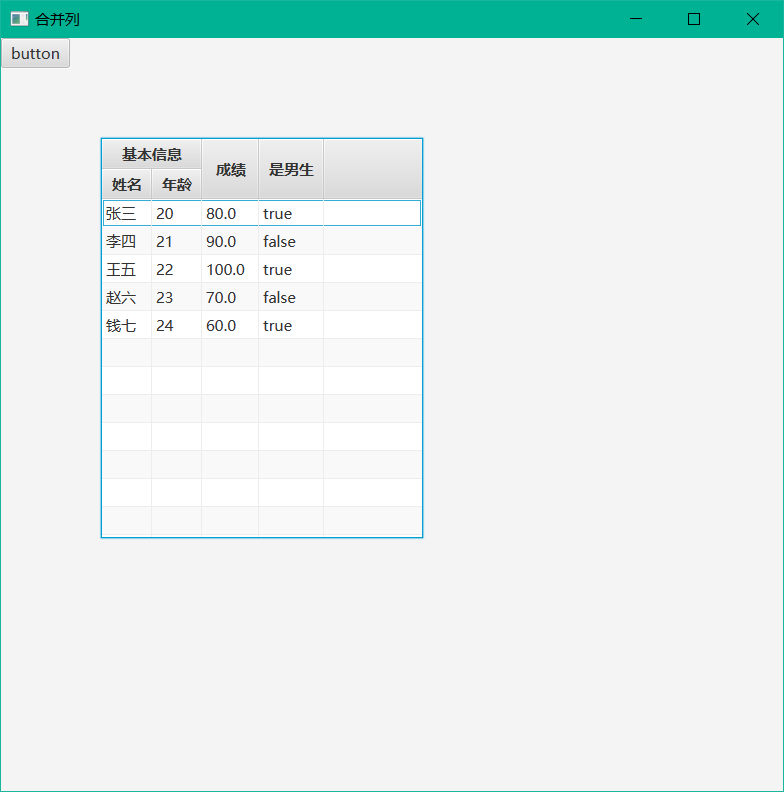 合并列
button
基本信息 成绩 是男生
姓名 年龄
张三 20 80.0 true
李四 21 90.0 false
王五 22 100.0 true
赵六 23 70.0 false
钱七 24 60.0 true